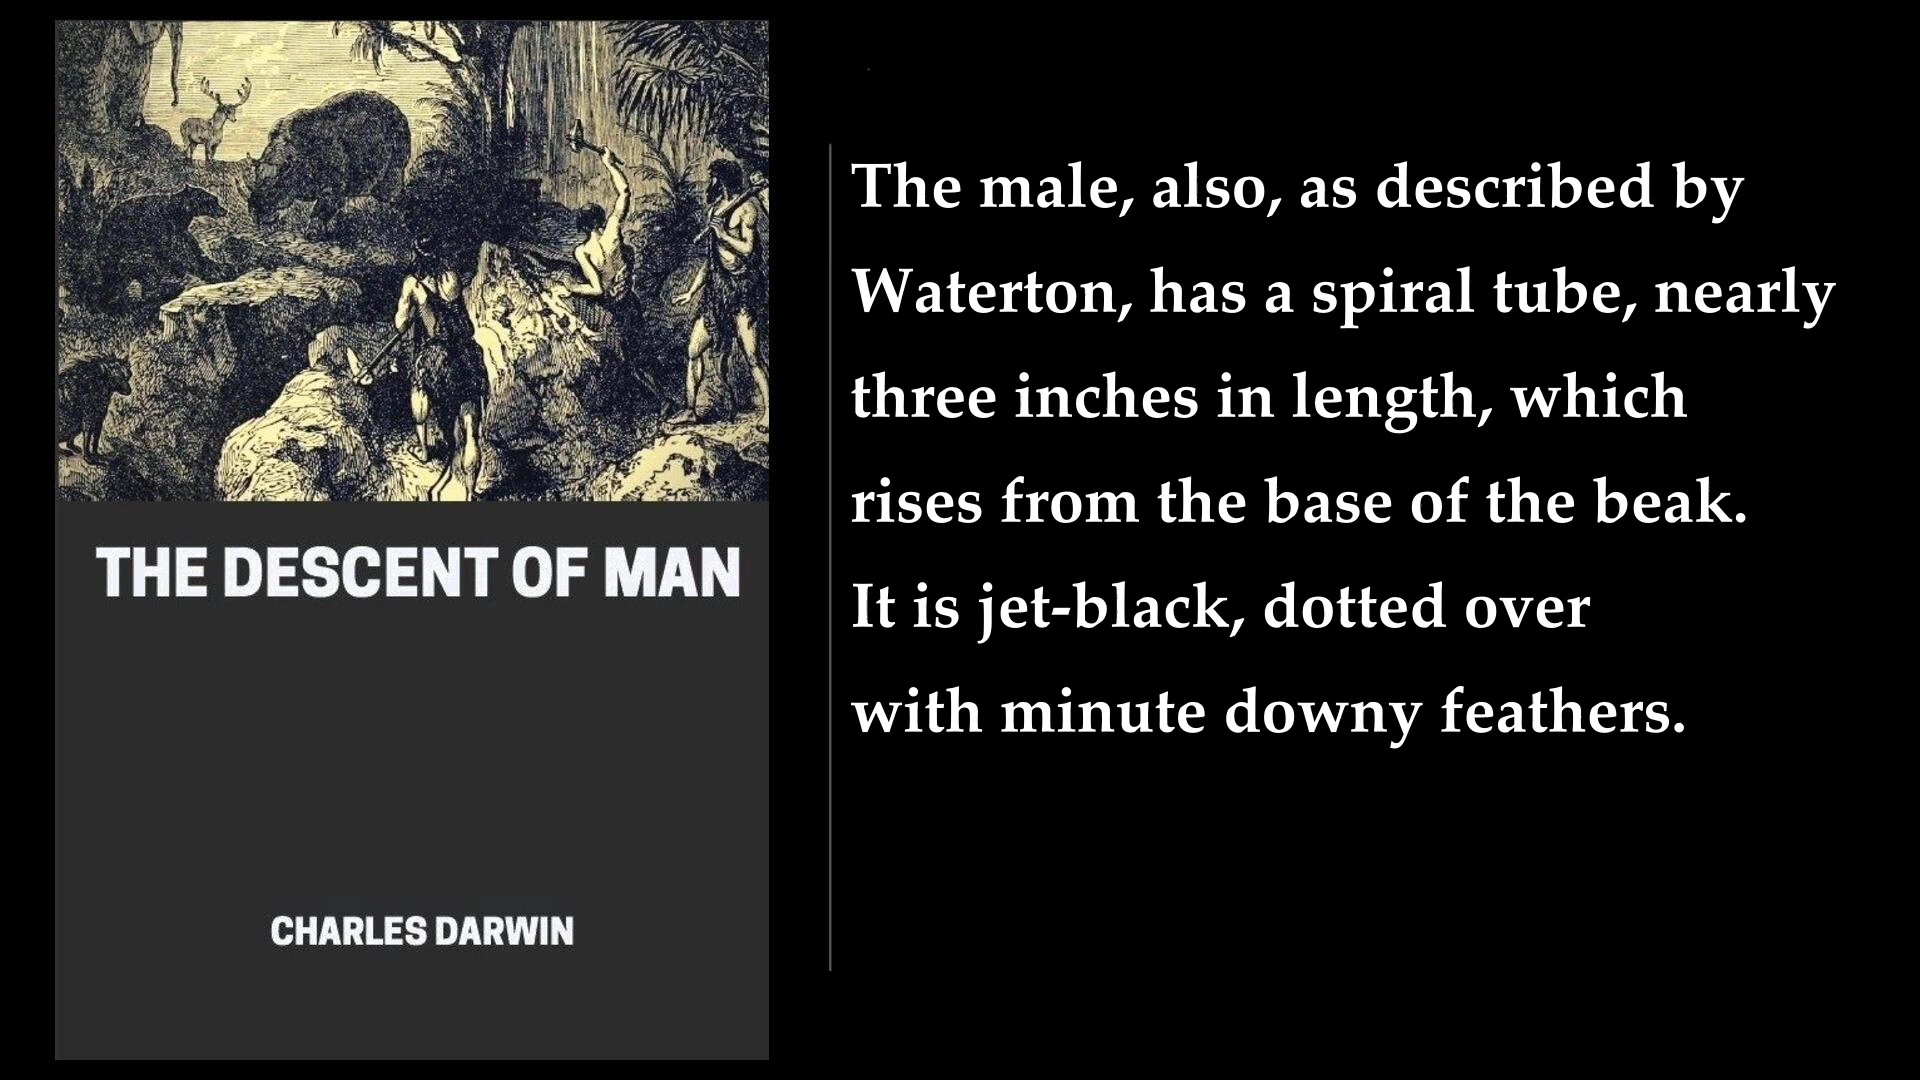 THE DESCENT OF MAN
CHARLES DARWIN
The male, also, as described by
Waterton, has a spiral tube, nearly
three inches in length, which
rises from the base of the beak.
It is jet-black, dotted over
with minute downy feathers.